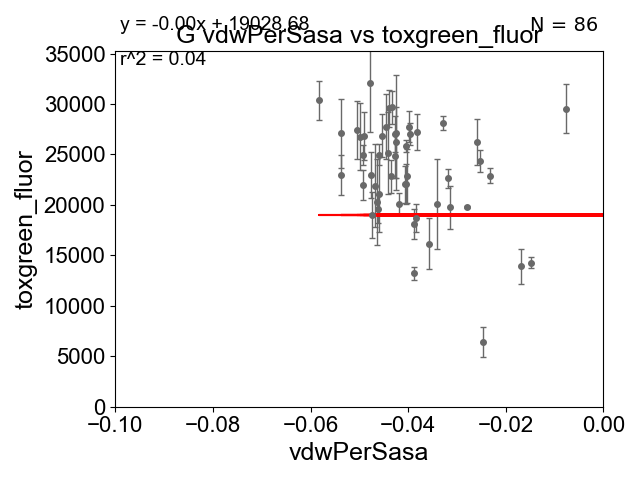 y = -0.00x + 19028.68
N = 86
G vdwPerSasa vs toxgreen_fluor
r^2 = 0.04
35000
30000
25000
20000
15000
10000
5000
0
toxgreen_fluor
−0.10 −0.08 −0.06 −0.04 −0.02 0.00
vdwPerSasa